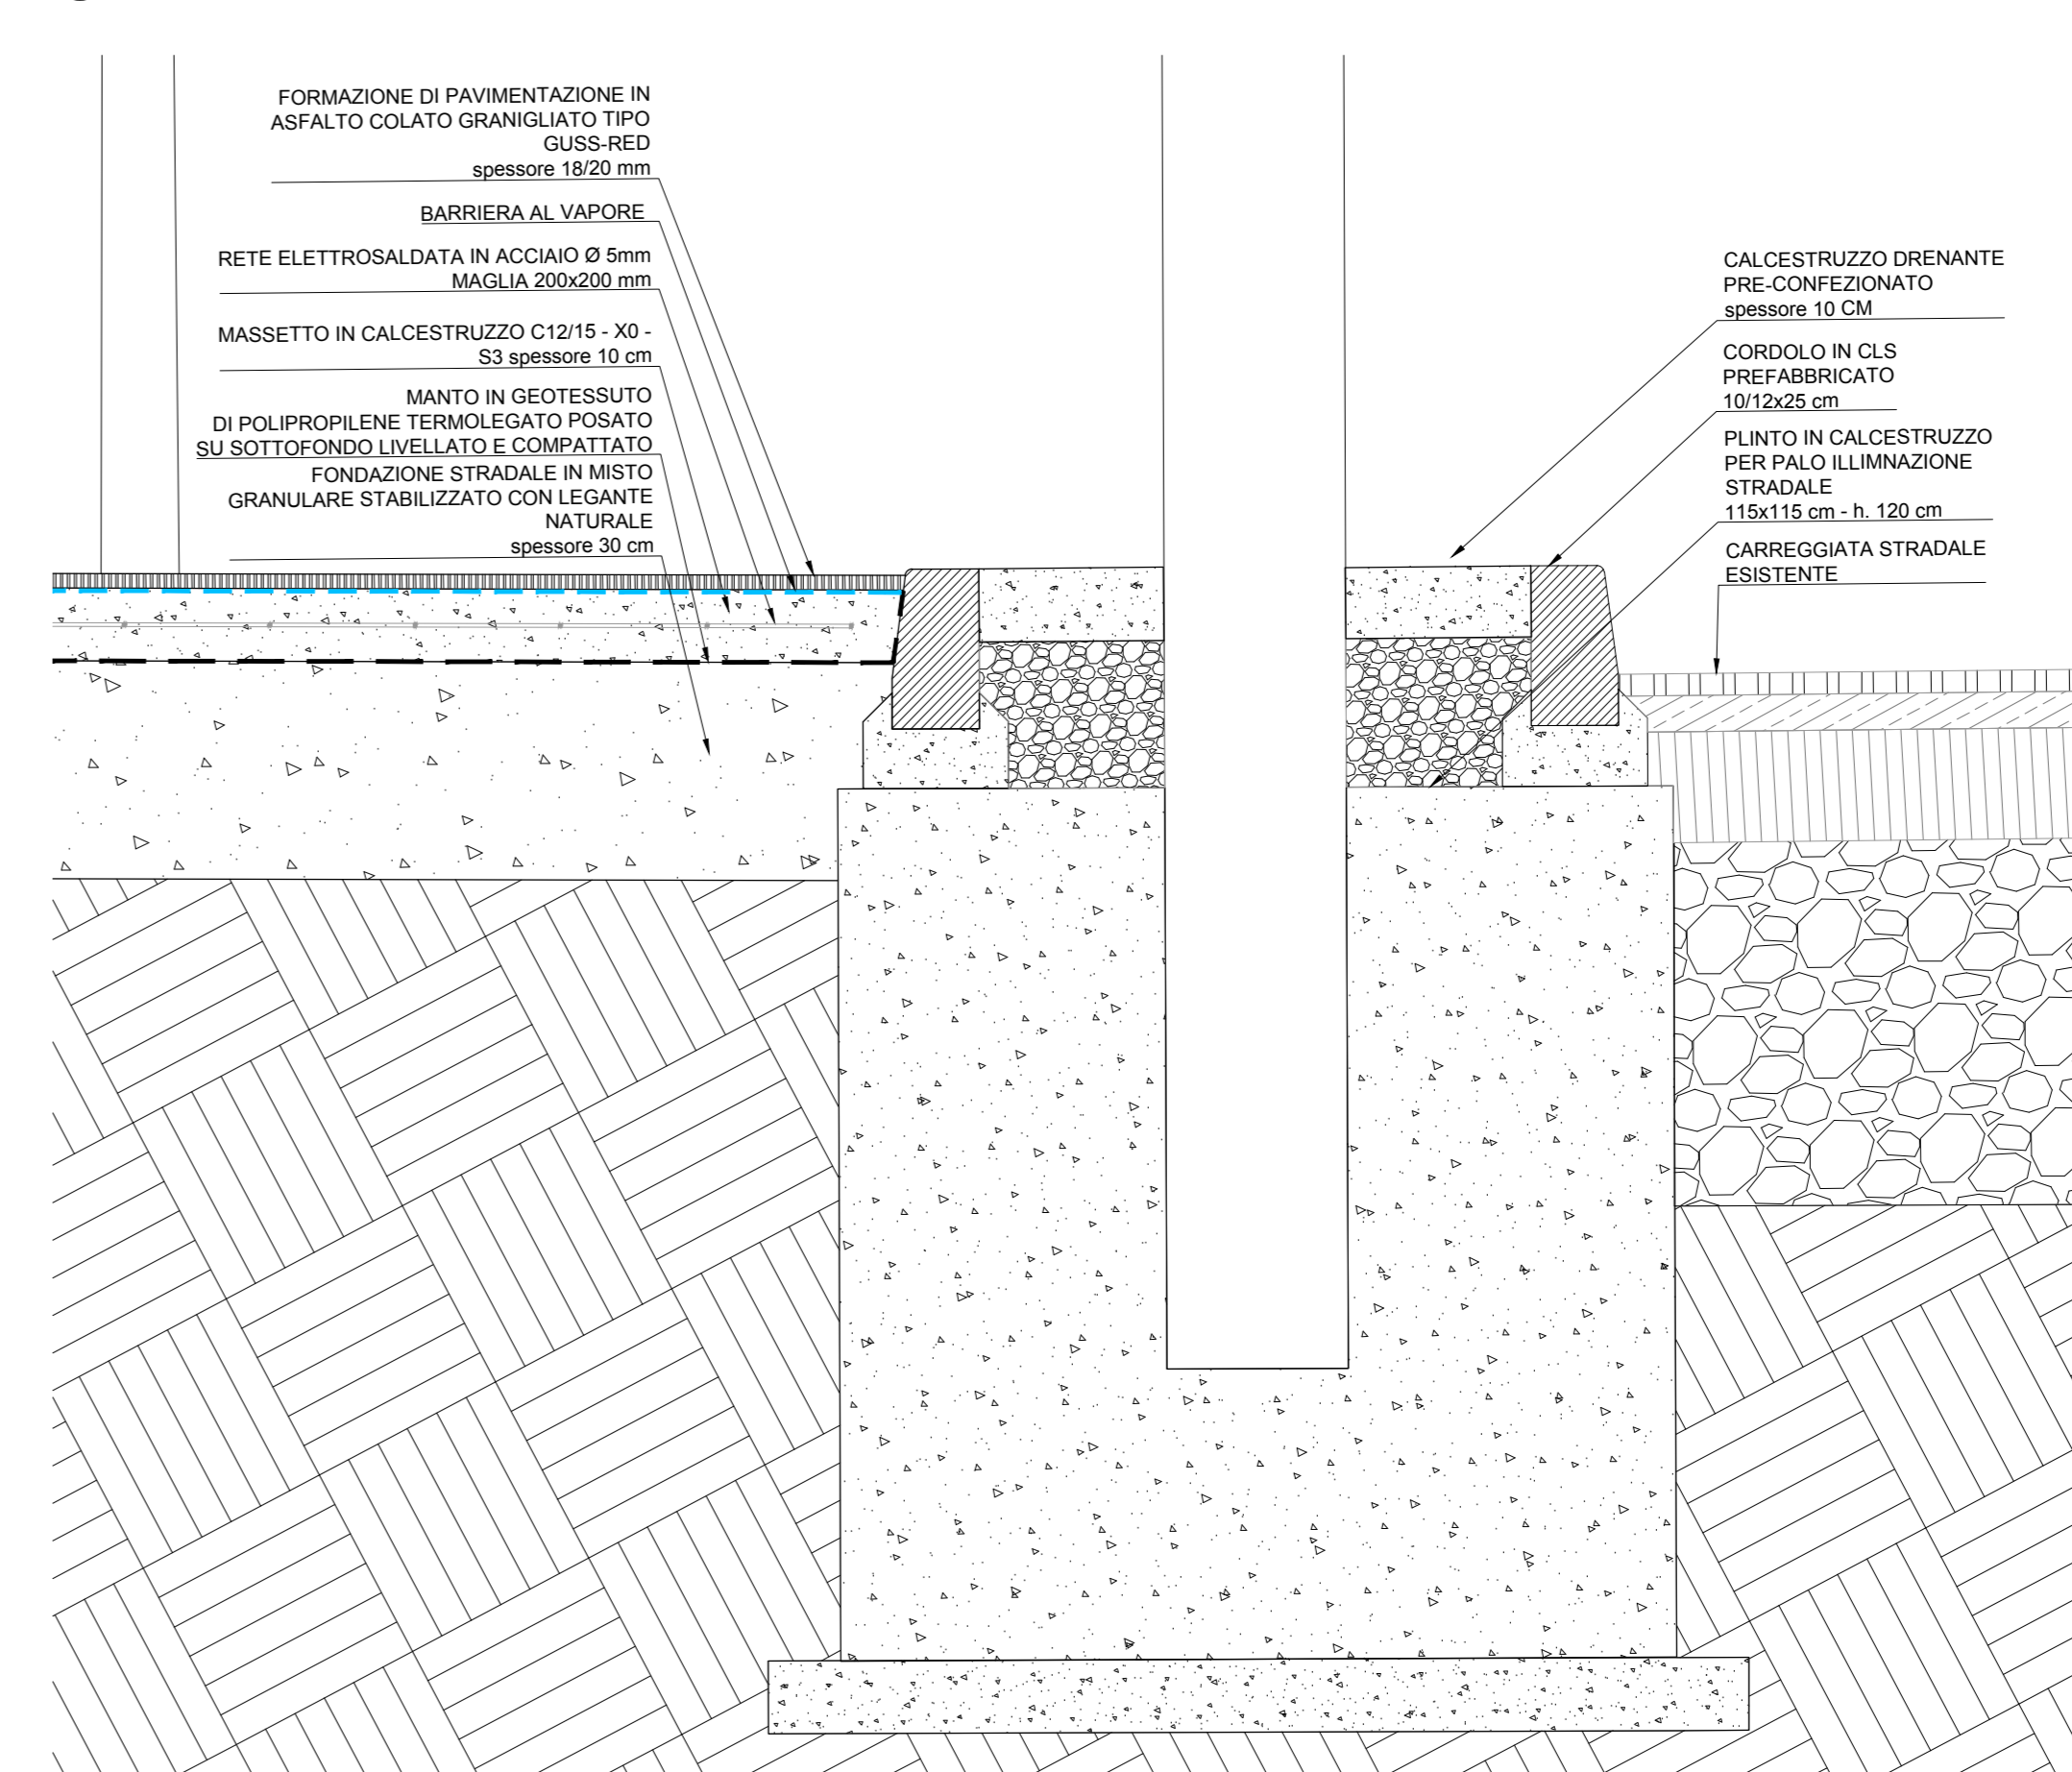 FORMAZIONE DI PAVIMENTAZIONE IN
ASFALTO COLATO GRANIGLIATO TIPO
GUSS-RED
spessore 18/20 mm
BARRIERA AL VAPORE
RETE ELETTROSALDATA IN ACCIAIO Ø 5mm
MAGLIA 200x200 mm
MASSETTO IN CALCESTRUZZO C12/15 - X0 -
S3 spessore 10 cm
MANTO IN GEOTESSUTO
DI POLIPROPILENE TERMOLEGATO POSATO
SU SOTTOFONDO LIVELLATO E COMPATTATO
FONDAZIONE STRADALE IN MISTO
GRANULARE STABILIZZATO CON LEGANTE
NATURALE
spessore 30 cm
CALCESTRUZZO DRENANTE
PRE-CONFEZIONATO
spessore 10 CM
CORDOLO IN CLS
PREFABBRICATO
10/12x25 cm
PLINTO IN CALCESTRUZZO
PER PALO ILLIMNAZIONE
STRADALE
115x115 cm - h. 120 cm
CARREGGIATA STRADALE
ESISTENTE